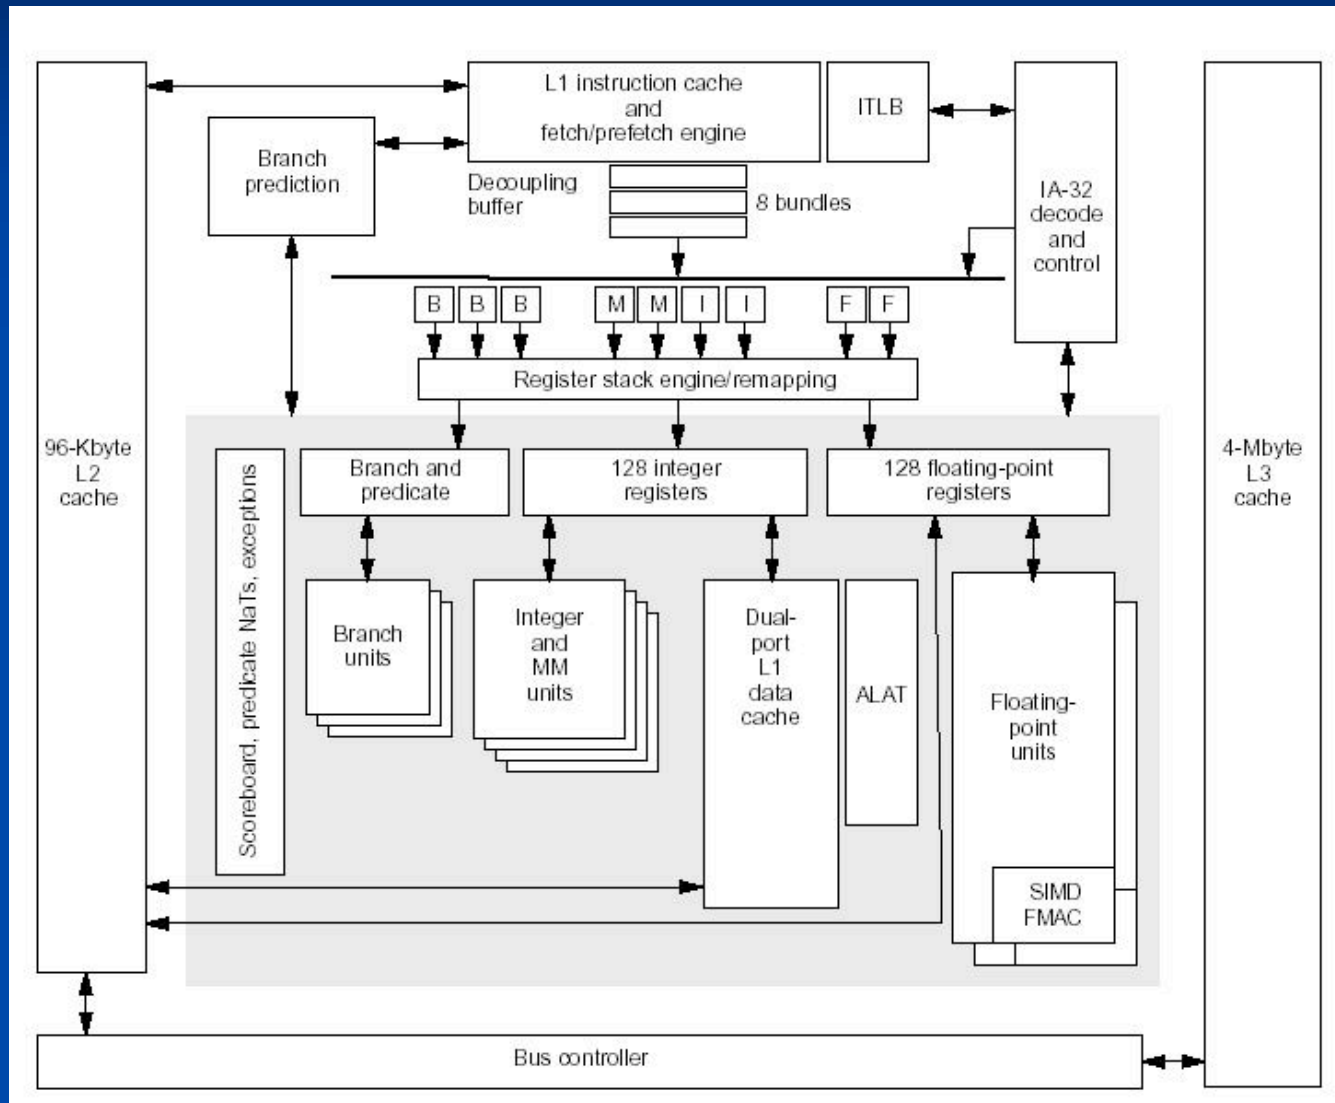 L1 instruction cache
and
fetch/prefetch engine
ITLB
Branch
prediction
Decoupling
buffer
8 bundles
IA-32
decode
and
control
B B B M M I I F F
Register stack engine/remapping
96-Kbyte
L2
cache
4-Mbyte
L3
cache
Scoreboard, predicate NaTs, exceptions
Branch and
predicate
128 integer
registers
128 floating-point
registers
Branch
units
Integer
and
MM
units
Dual-
port
L1
data
cache
ALAT
Floating-
point
units
SIMD
FMAC
Bus controller